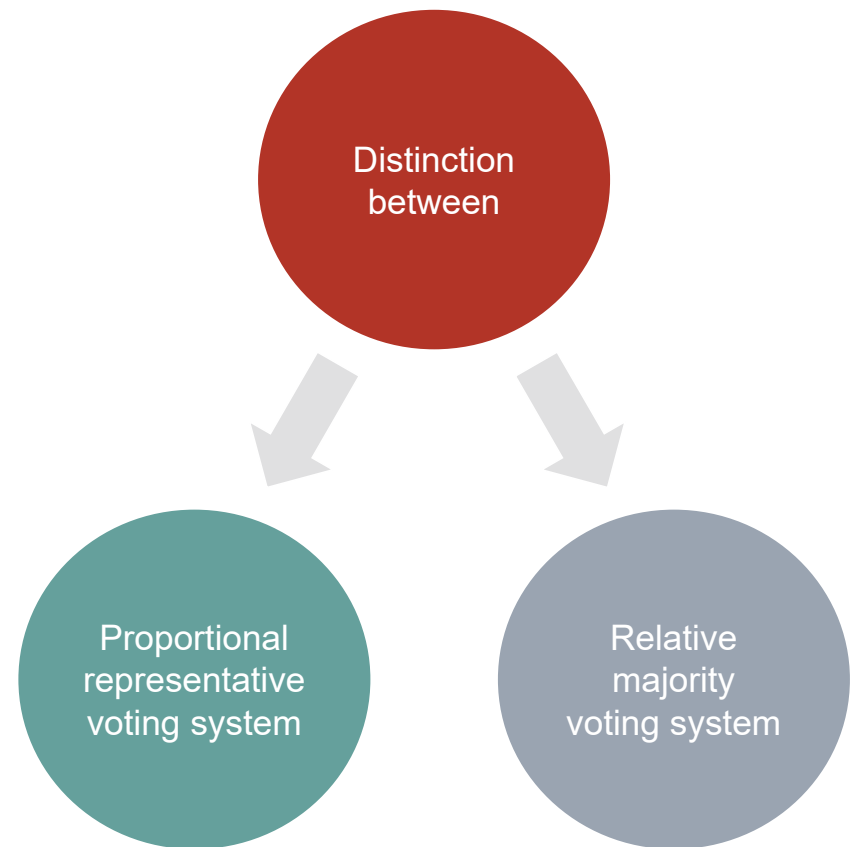 Distinction
between
Proportional
representative
voting system
Relative
majority
voting system